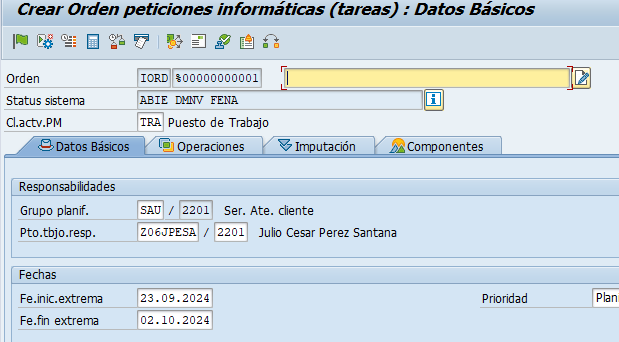 Crear Orden peticiones informáticas (tareas) : Datos Básicos
Orden IORD %00000000001
Status sistema ABIE DMNV FENA
Cl.actv.PM TRA Puesto de Trabajo
Datos Básicos Operaciones Imputación Componentes
Responsabilidades
Grupo planif. SAU / 2201 Ser. Ate. cliente
Pto.tbjo.resp. Z06JPESA / 2201 Julio Cesar Perez Santana
Fechas
Fe.inic.extrema 23.09.2024 Prioridad Plani
Fe.fin extrema 02.10.2024